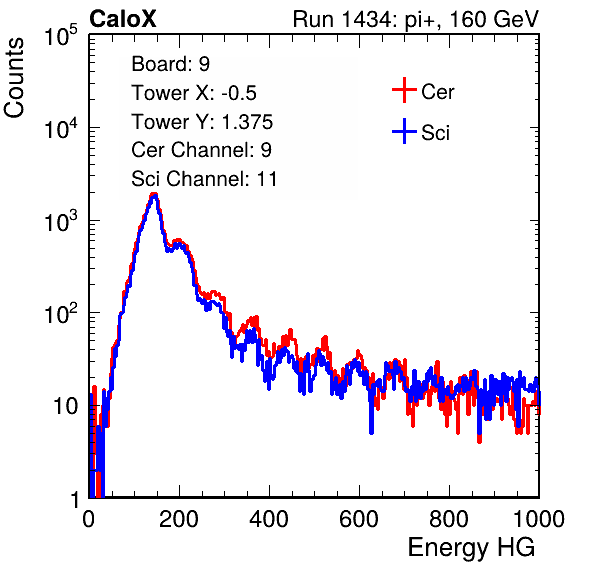 CaloX Run 1434: pi+, 160 GeV
Counts
Board: 9
Tower X: -0.5
Tower Y: 1.375
Cer Channel: 9
Sci Channel: 11
Cer
Sci
10^5
10^4
10^3
10^2
10
1
0 200 400 600 800 1000
Energy HG